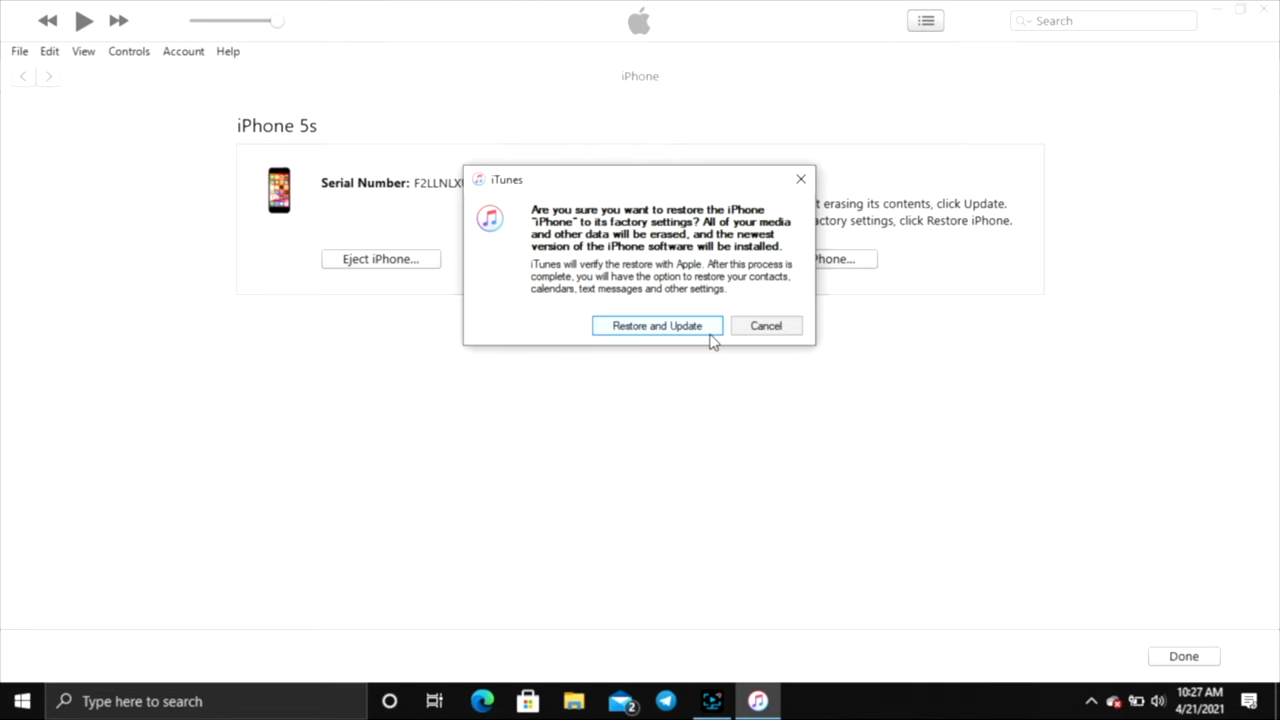 Search
File Edit View Controls Account Help
iPhone
iPhone 5s
Serial Number: F2LLNLX
t erasing its contents, click Update.
actory settings, click Restore iPhone.
Eject iPhone...
Phone...
iTunes
Are you sure you want to restore the iPhone
"iPhone" to its factory settings? All of your media
and other data will be erased, and the newest
version of the iPhone software will be installed.
iTunes will verify the restore with Apple. After this process is
complete, you will have the option to restore your contacts,
calendars, text messages and other settings.
Restore and Update Cancel
Done
Type here to search
2
10:27 AM
4/21/2021